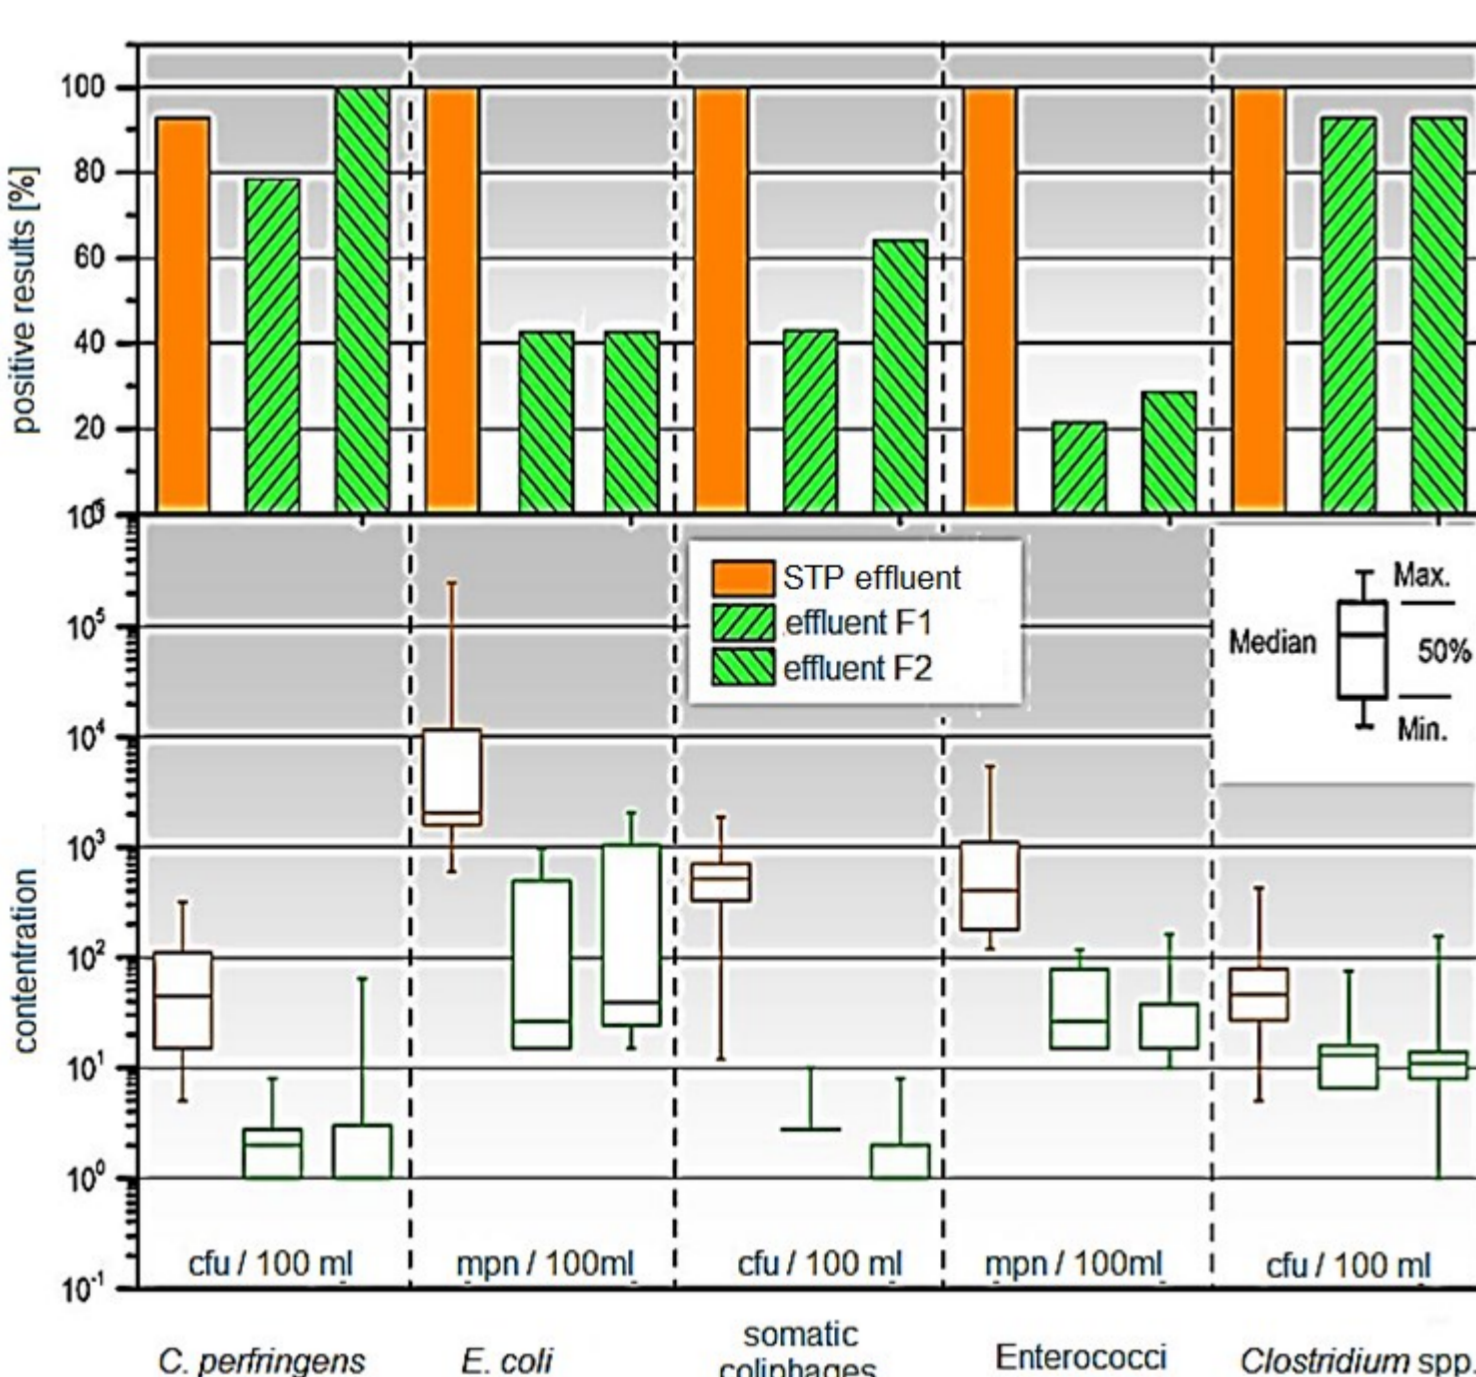 positive results [%]
100
80
60
40
20
10⁶
10⁵
10⁴
10³
10²
10¹
10⁰
10⁻¹
contentration
STP effluent
effluent F1
effluent F2
Median
Max.
50%
Min.
cfu / 100 ml
mpn / 100ml
cfu / 100 ml
mpn / 100ml
cfu / 100 ml
C. perfringens
E. coli
somatic
coliphages
Enterococci
Clostridium spp.